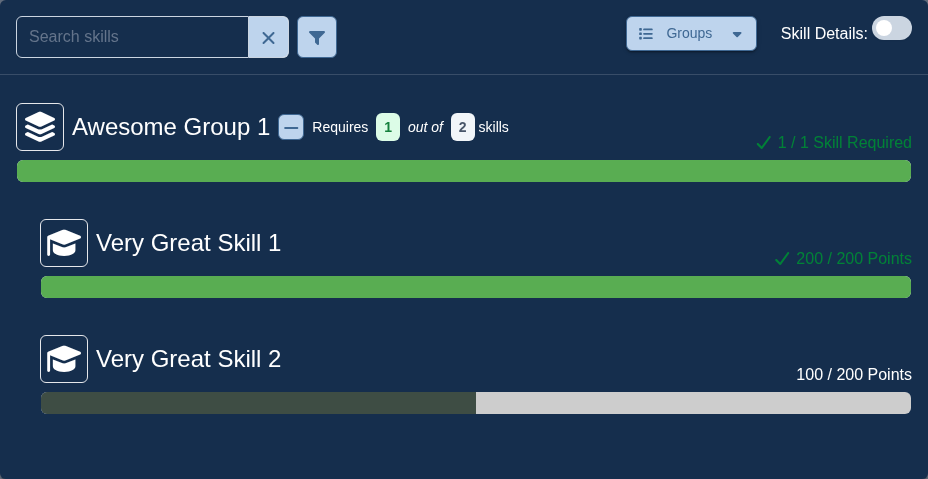 Search skills
Groups
Skill Details:
Awesome Group 1 Requires 1 out of 2 skills
1 / 1 Skill Required
Very Great Skill 1
200 / 200 Points
Very Great Skill 2
100 / 200 Points